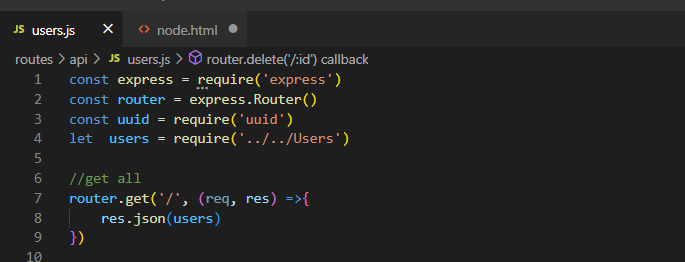 JS users.js × <> node.html ●
routes > api > JS users.js > router.delete('/:id') callback
1 const express = require('express')
2 const router = express.Router()
3 const uuid = require('uuid')
4 let  users = require('../../Users')
5
6 //get all
7 router.get('/', (req, res) =>{
8     res.json(users)
9 })
10